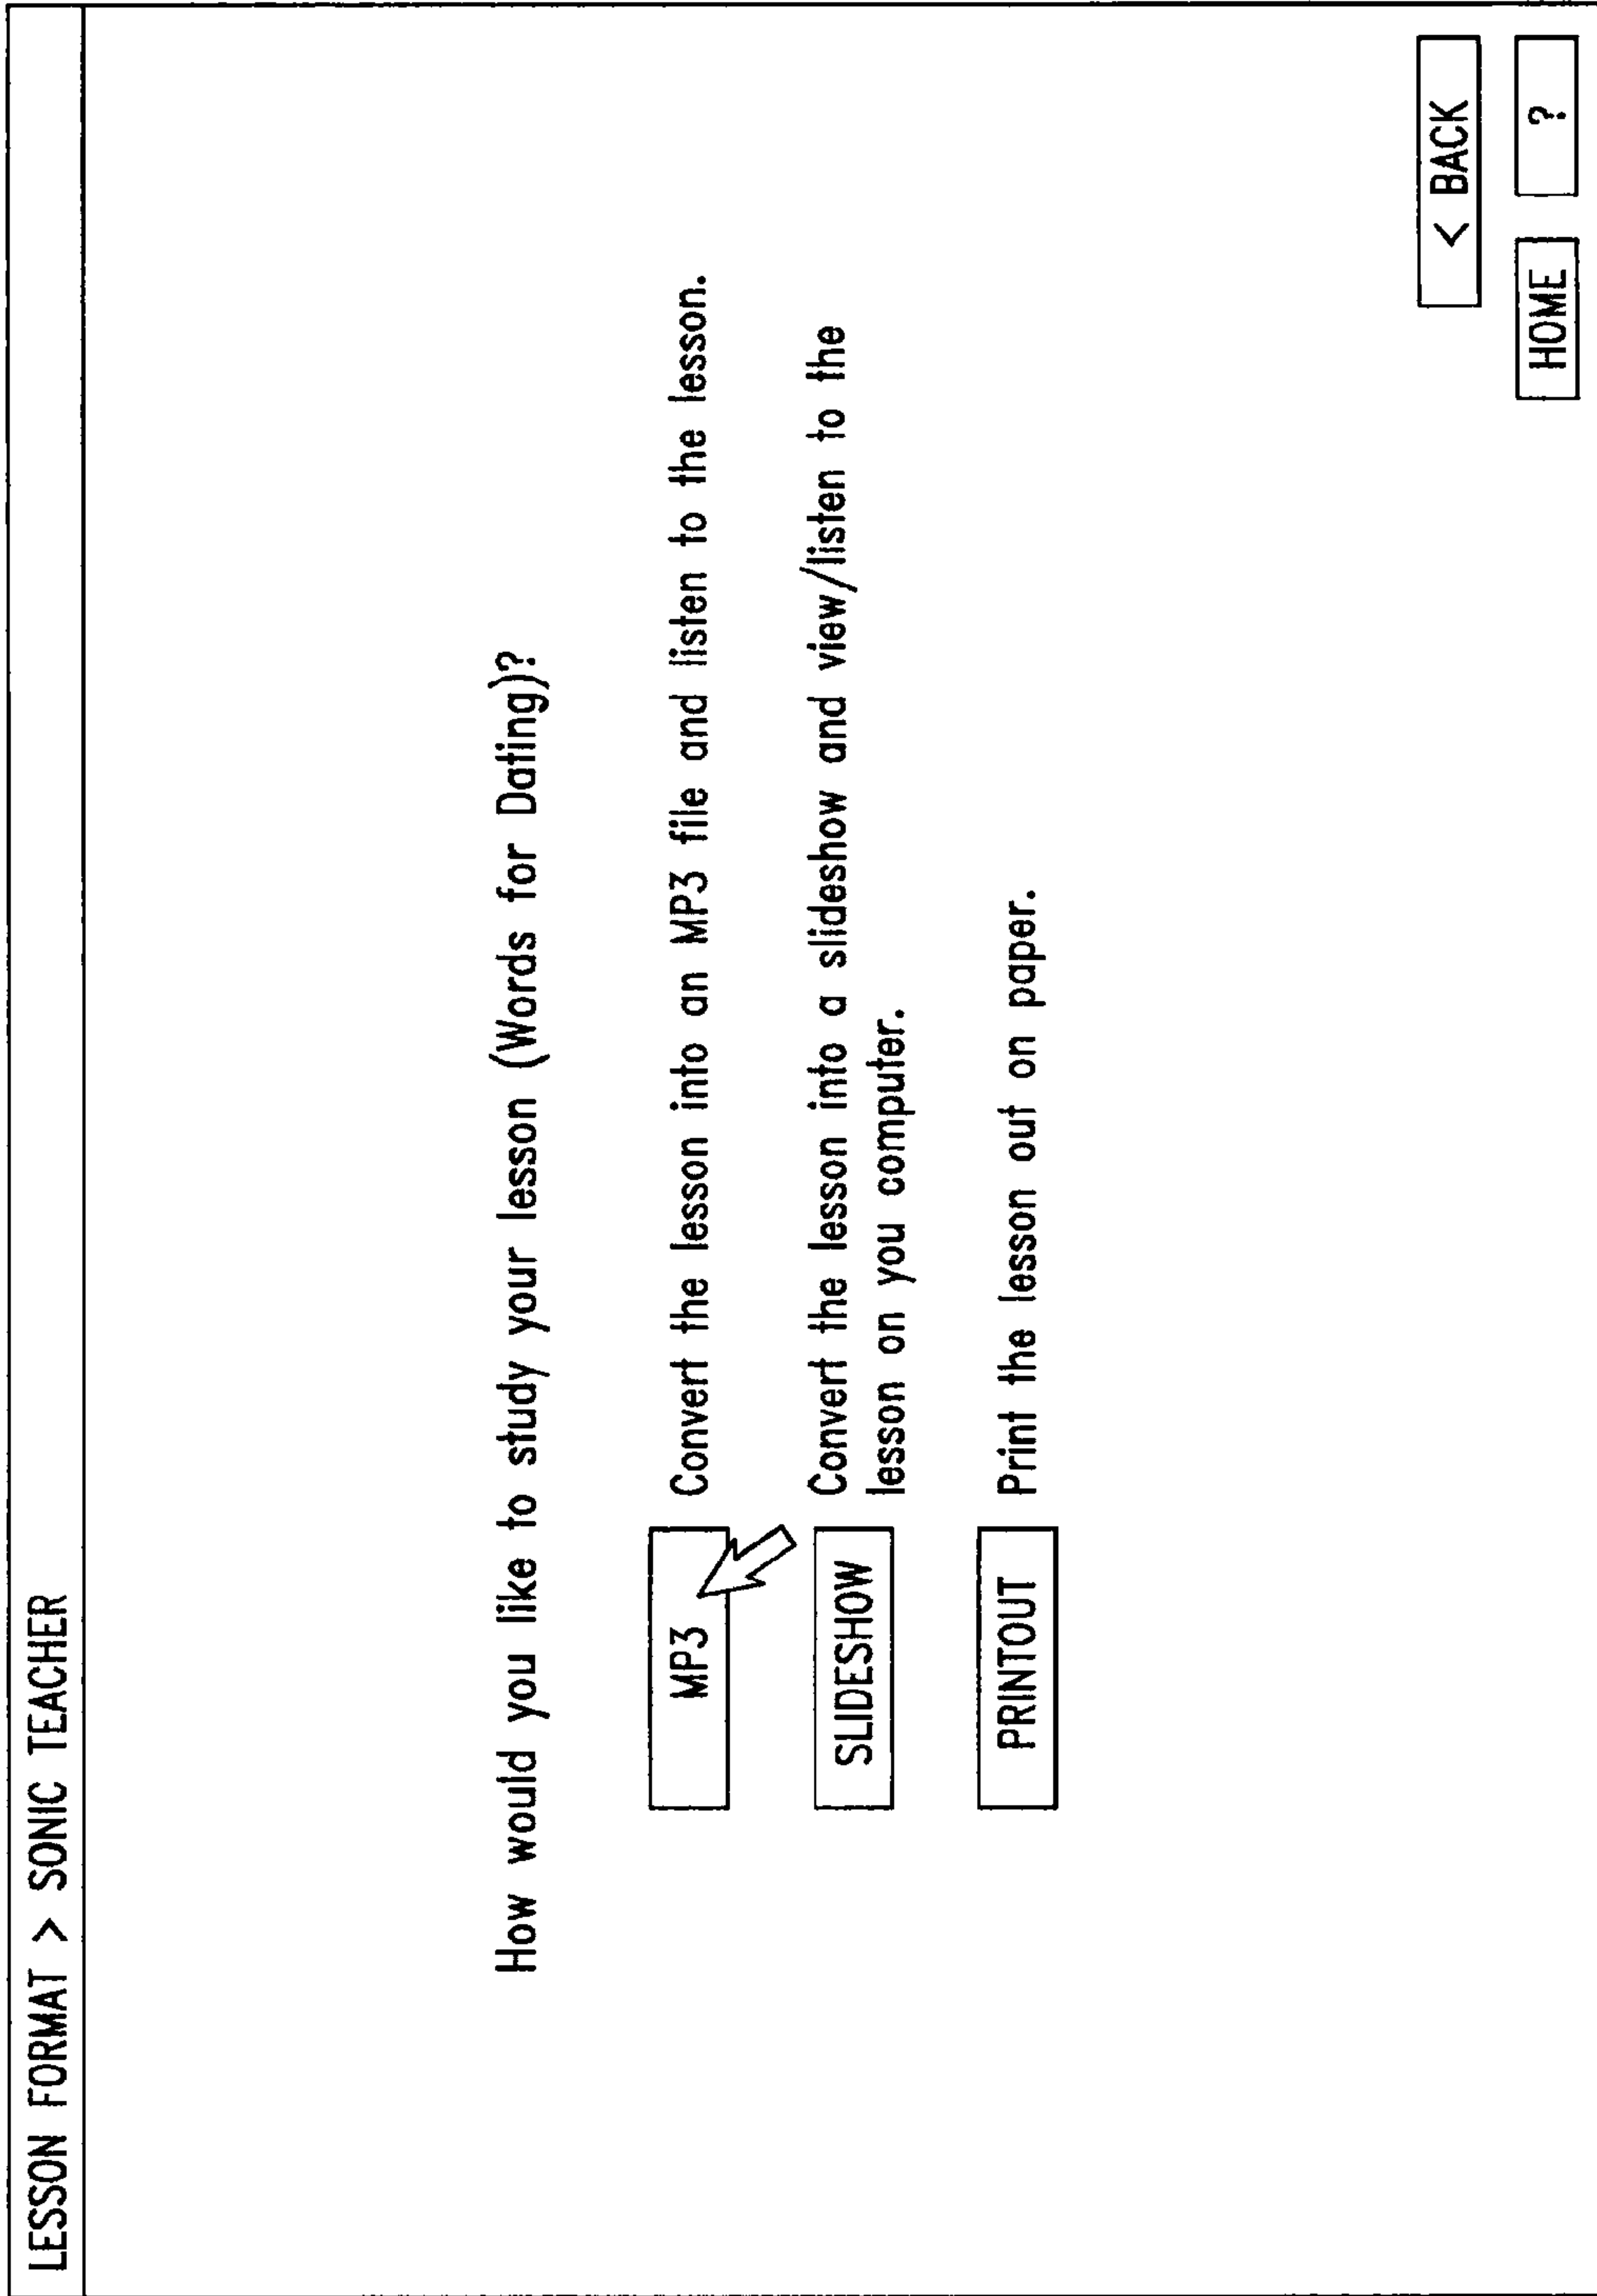 LESSON FORMAT > SONIC TEACHER
How would you like to study your lesson (Words for Dating)?
MP3 Convert the lesson into an MP3 file and listen to the lesson.
SLIDESHOW Convert the lesson into a slideshow and view/listen to the
lesson on you computer.
PRINTOUT Print the lesson out on paper.
< BACK
HOME ?